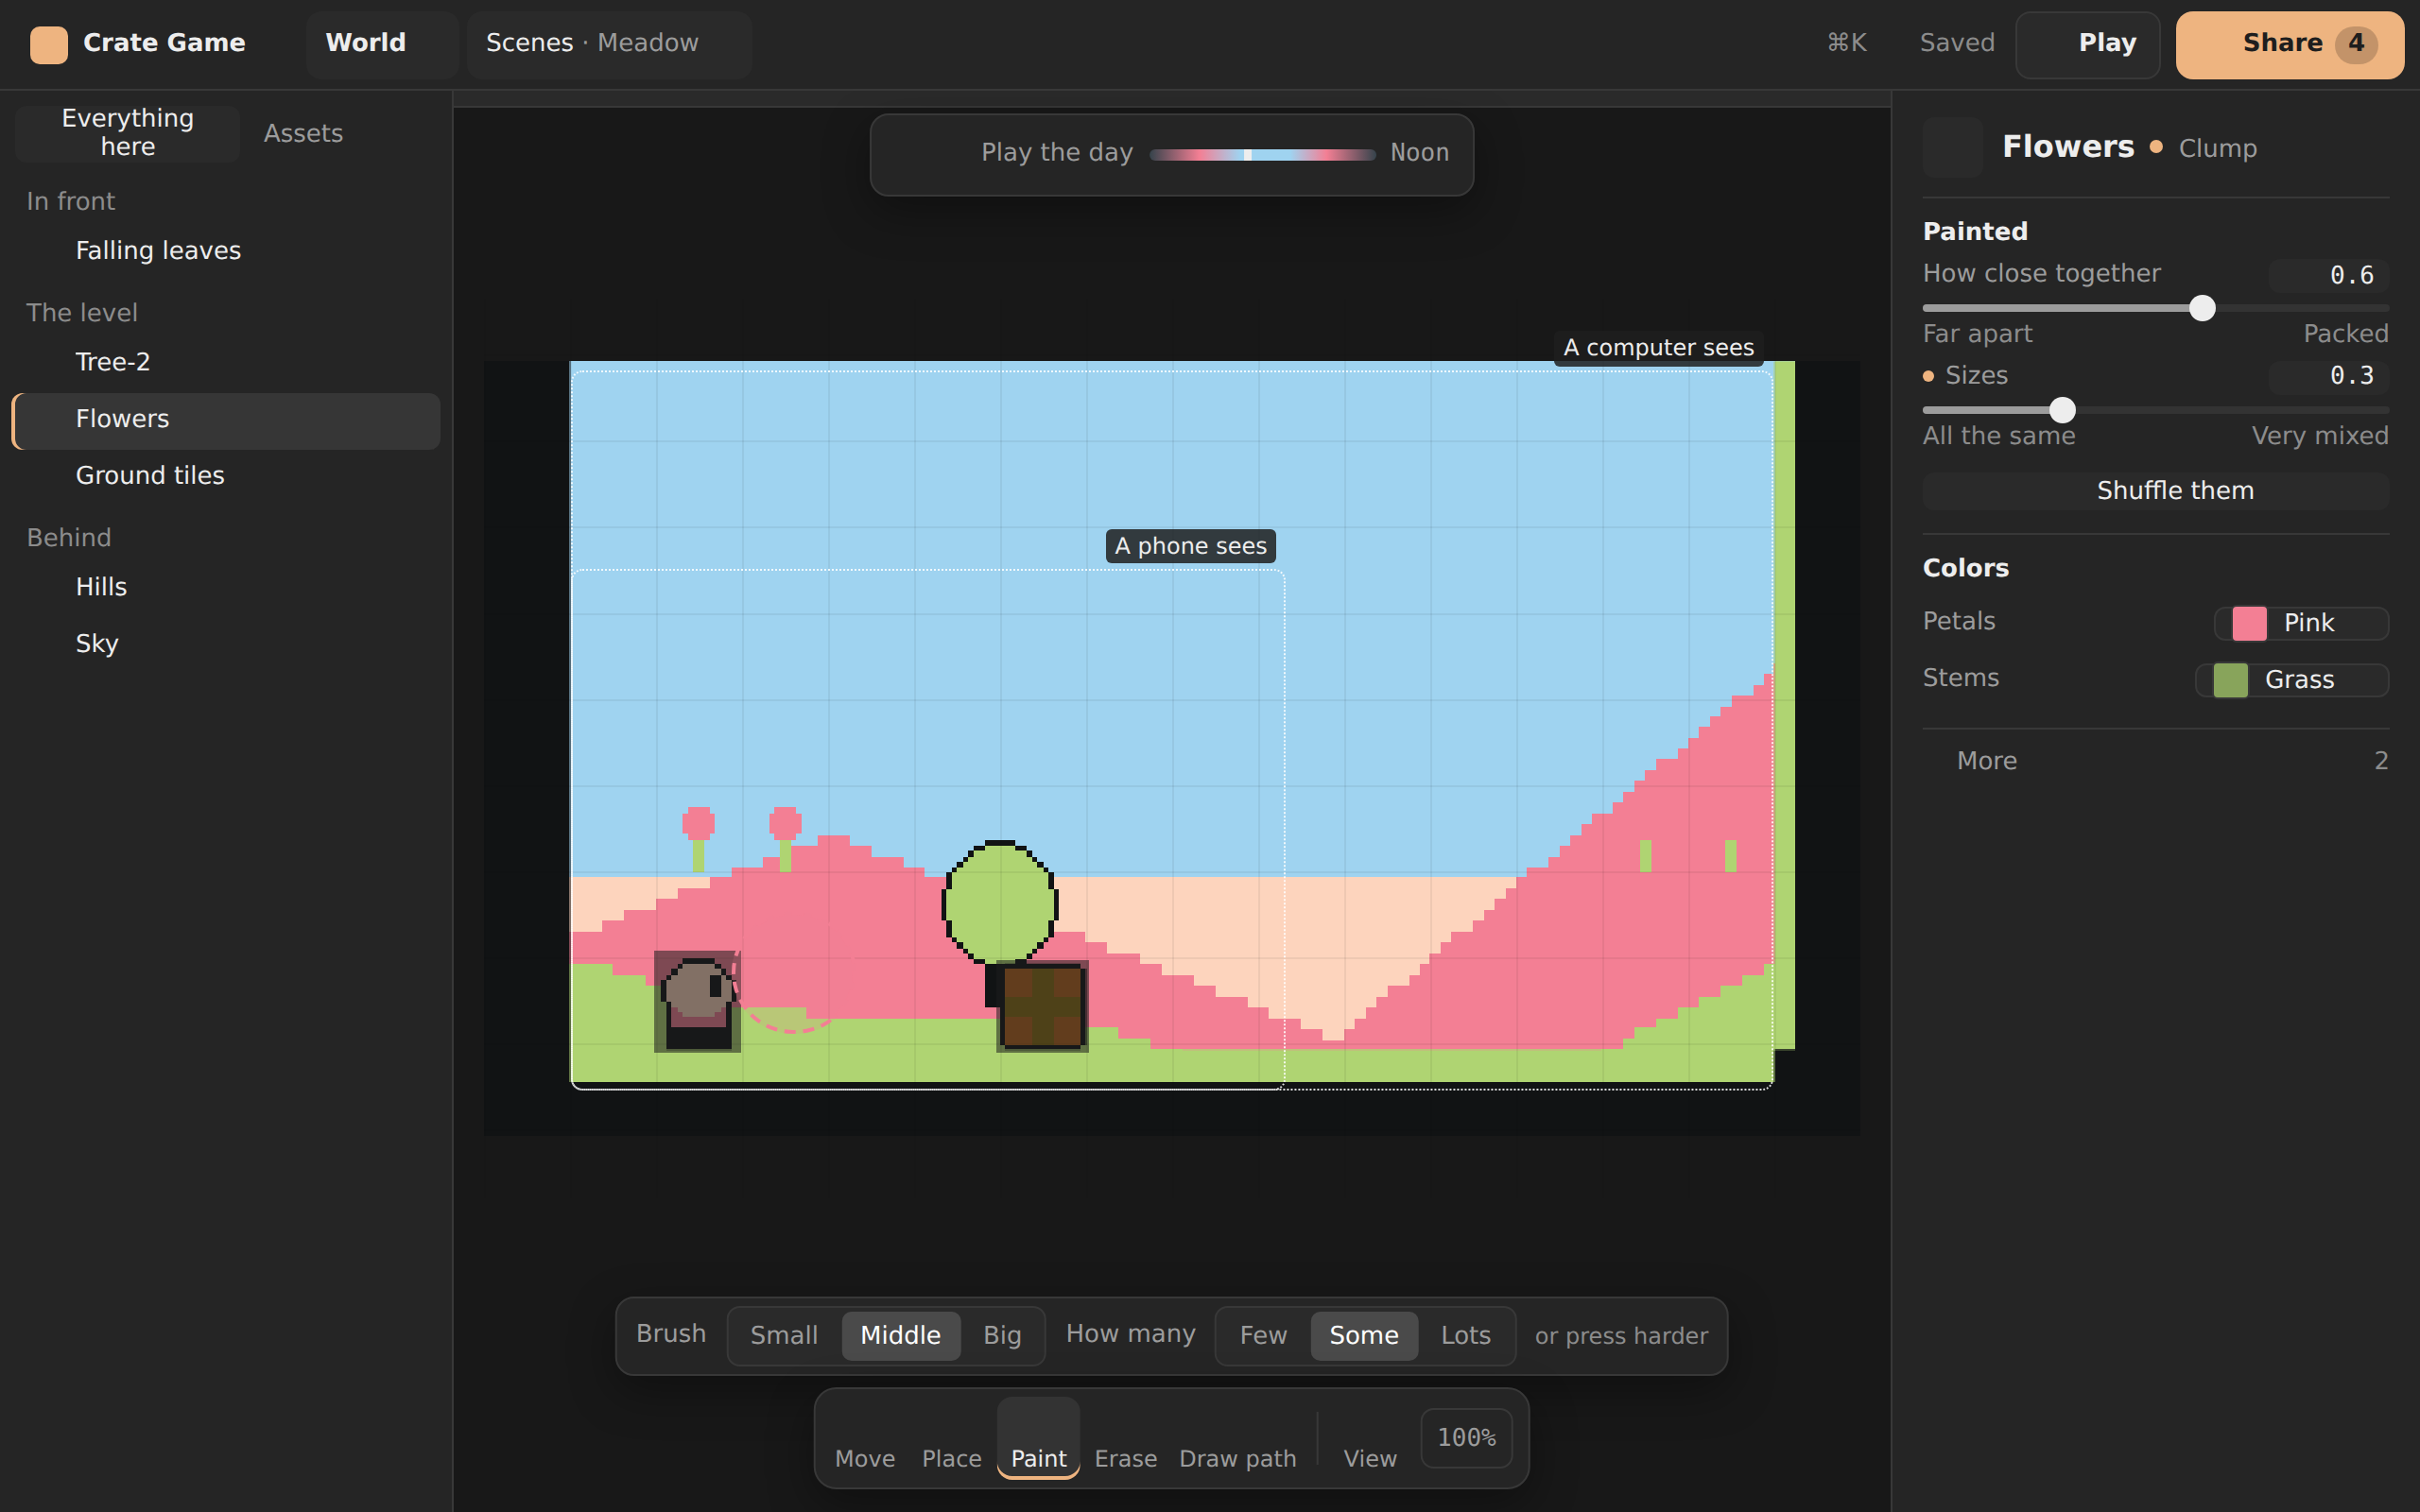 Crate Game
World
Scenes · Meadow
⌘K
Saved
Play
Share 4
Everything
here
Assets
In front
Falling leaves
The level
Tree-2
Flowers
Ground tiles
Behind
Hills
Sky
Play the day
Noon
A computer sees
A phone sees
Brush
Small
Middle
Big
How many
Few
Some
Lots
or press harder
Move
Place
Paint
Erase
Draw path
View
100%
Flowers
Clump
Painted
How close together
0.6
Far apart
Packed
Sizes
0.3
All the same
Very mixed
Shuffle them
Colors
Petals
Pink
Stems
Grass
More
2